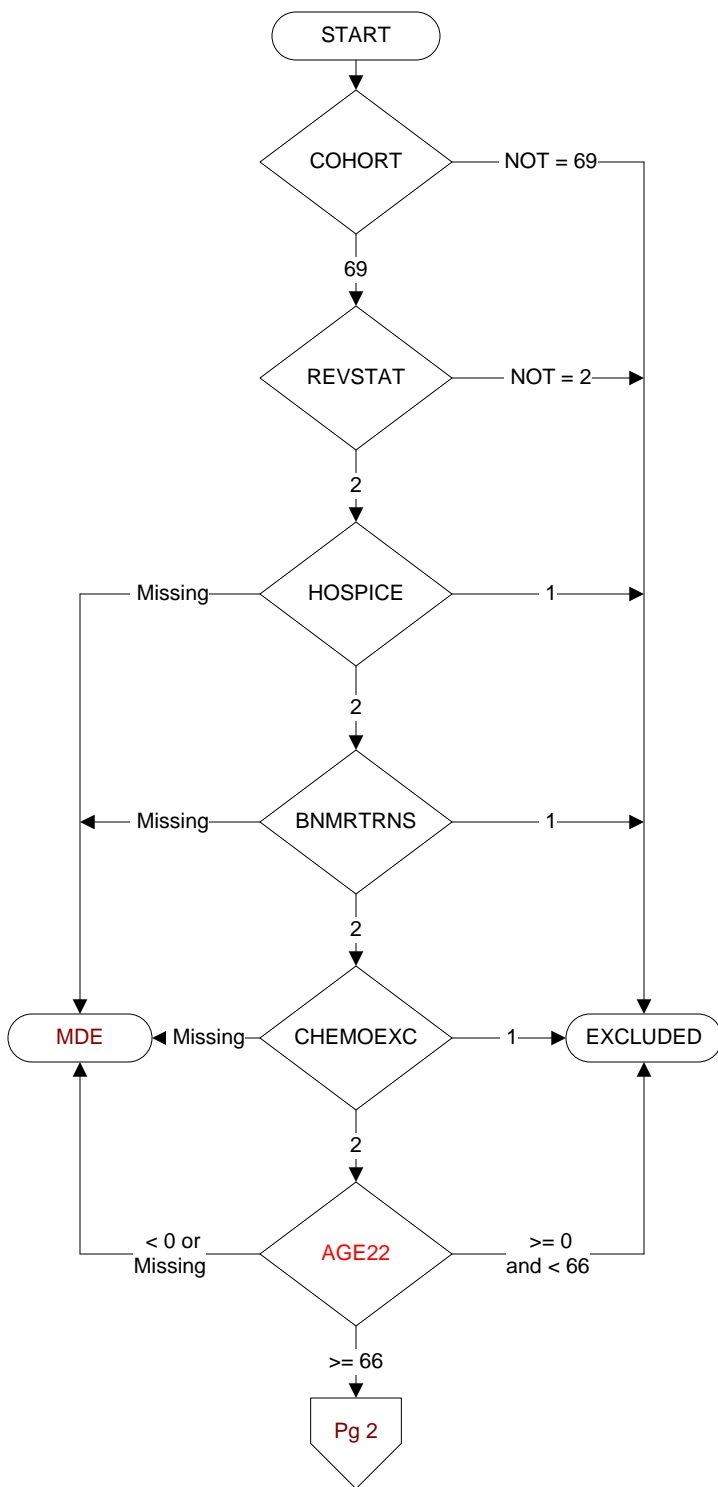 START
COHORT
NOT = 69
69
REVSTAT
NOT = 2
2
Missing
HOSPICE
1
2
Missing
BNMRTRNS
1
2
MDE
Missing
CHEMOEXC
1
EXCLUDED
2
< 0 or
Missing
AGE22
>= 0
and < 66
>= 66
Pg 2